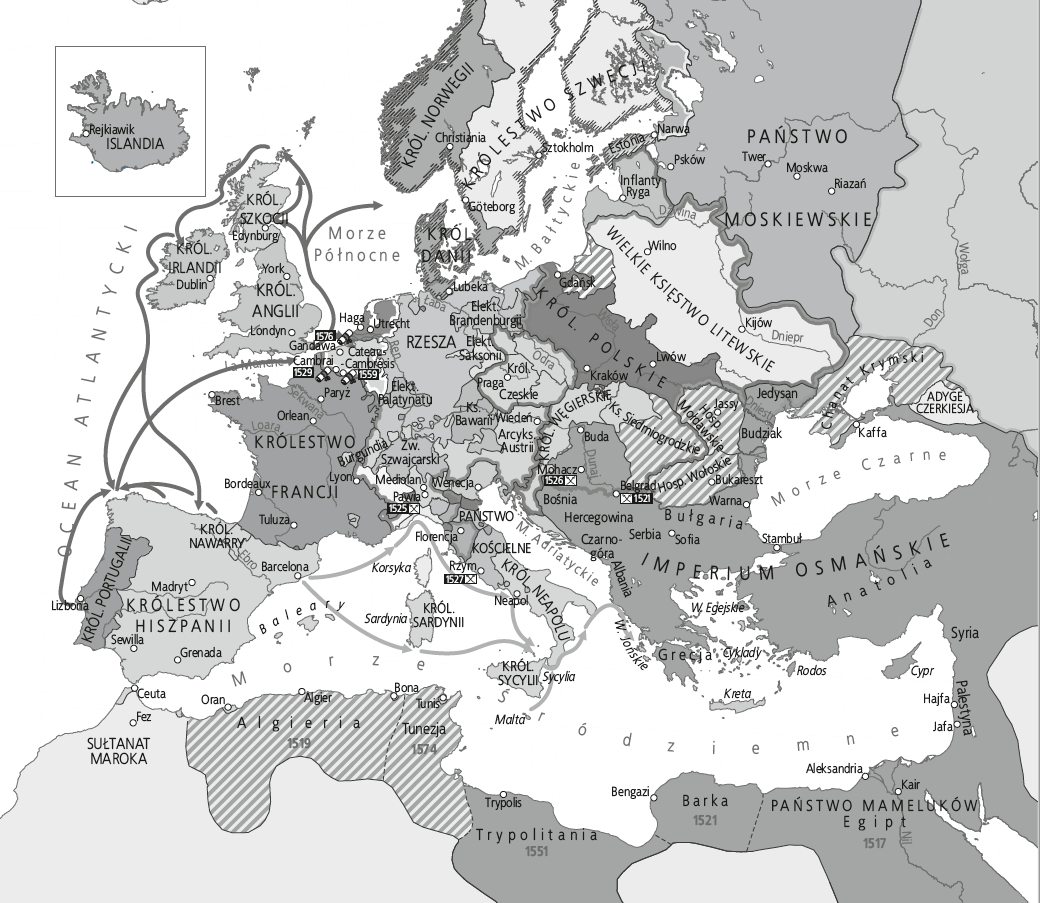 Rejkiawik
ISLANDIA
KRÓL. NORWEGII
KRÓLESTWO SZWECJI
Christiania
Sztokholm
Göteborg
Estonia
Narwa
Psków
Inflanty
Ryga
Dźwina
PAŃSTWO
MOSKIEWSKIE
Twer
Moskwa
Riazań
Wołga
Don
OCEAN ATLANTYCKI
KRÓL.
SZKOCJI
Edynburg
KRÓL.
IRLANDII
Dublin
York
KRÓL.
ANGLII
Londyn
Morze
Północne
KRÓL.
DANII
M. Bałtyckie
WIELKIE KSIĘSTWO LITEWSKIE
Wilno
Kijów
Dniepr
Gdańsk
KRÓL. POLSKIE
Lwów
Kraków
Lubeka
Łaba
Elekt.
Brandenburgii
Elekt.
Saksonii
Odra
RZESZA
Ren
Haga
Utrecht
1576
Gandawa
Cambrai
1529
Cateau-
Cambrésis
1559
La Manche
Brest
Paryż
Sekwana
Orlean
Loara
Elekt.
Palatynatu
Praga
Król.
Czeskie
Ks.
Bawarii
Wiedeń
Arcyks.
Austrii
KRÓL. WĘGIERSKIE
Ks. Siedmiogrodzkie
Buda
Dunaj
Hosp.
Mołdawskie
Jassy
Dniestr
Jedysan
Budziak
Chanat Krymski
Kaffa
ADYGE
CZERKIESJA
KRÓLESTWO
FRANCJI
Burgundia
Zw.
Szwajcarski
Lyon
Bordeaux
Tuluza
Mediolan
Pawia
1525
Wenecja
Mohacz
1526
Belgrad
1521
Hosp. Wołoskie
Bukareszt
Warna
Bośnia
Hercegowina
Czarno-
góra
Serbia
Sofia
Bułgaria
Morze Czarne
Stambuł
IMPERIUM OSMAŃSKIE
Anatolia
Florencja
PAŃSTWO
KOŚCIELNE
M. Adriatyckie
Albania
Korsyka
Rzym
1527
KRÓL. NEAPOLU
Neapol
KRÓL.
NAWARRY
Ebro
Barcelona
Madryt
KRÓLESTWO
HISZPANII
KRÓL. PORTUGALII
Lizbona
Sewilla
Grenada
Baleary
Sardynia
KRÓL.
SARDYNII
KRÓL.
SYCYLII
Sycylia
Malta
W. Jońskie
Grecja
W. Egejskie
Cyklady
Rodos
Kreta
Cypr
Syria
Palestyna
Hajfa
Jafa
Morze Śródziemne
Ceuta
Fez
SUŁTANAT
MAROKA
Oran
Algier
Bona
Tunis
Algieria
1519
Tunezja
1574
Trypolis
Trypolitania
1551
Bengazi
Barka
1521
Aleksandria
Kair
PAŃSTWO MAMELUKÓW
Egipt
1517
Nil